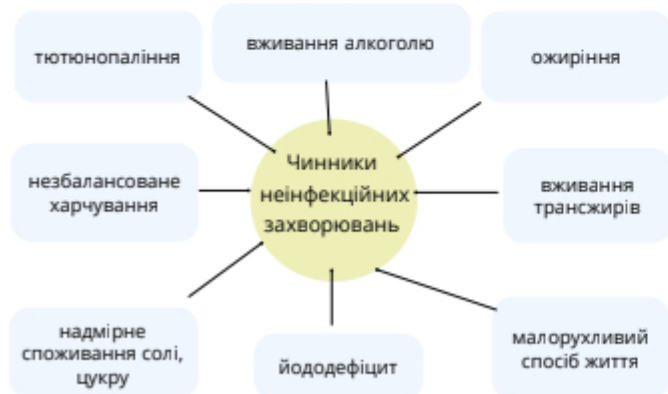 тютюнопаління
вживання алкоголю
ожиріння
Чинники
неінфекційних
захворювань
незбалансоване
харчування
вживання
трансжирів
надмірне
споживання солі,
цукру
йододефіцит
малорухливий
спосіб життя